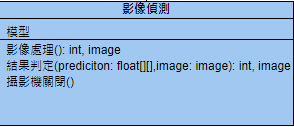 影像偵測
模型
影像處理(): int, image
結果判定(prediciton: float[][],image: image): int, image
攝影機關閉()